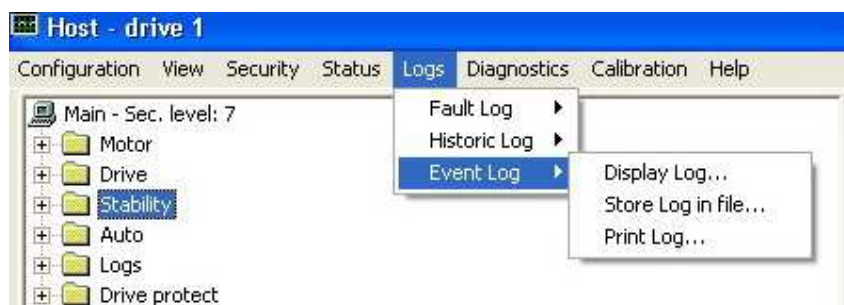 Host - drive 1
Configuration View Security Status Logs Diagnostics Calibration Help
Main - Sec. level: 7
Motor
Drive
Stability
Auto
Logs
Drive protect
Fault Log
Historic Log
Event Log
Display Log...
Store Log in file...
Print Log...